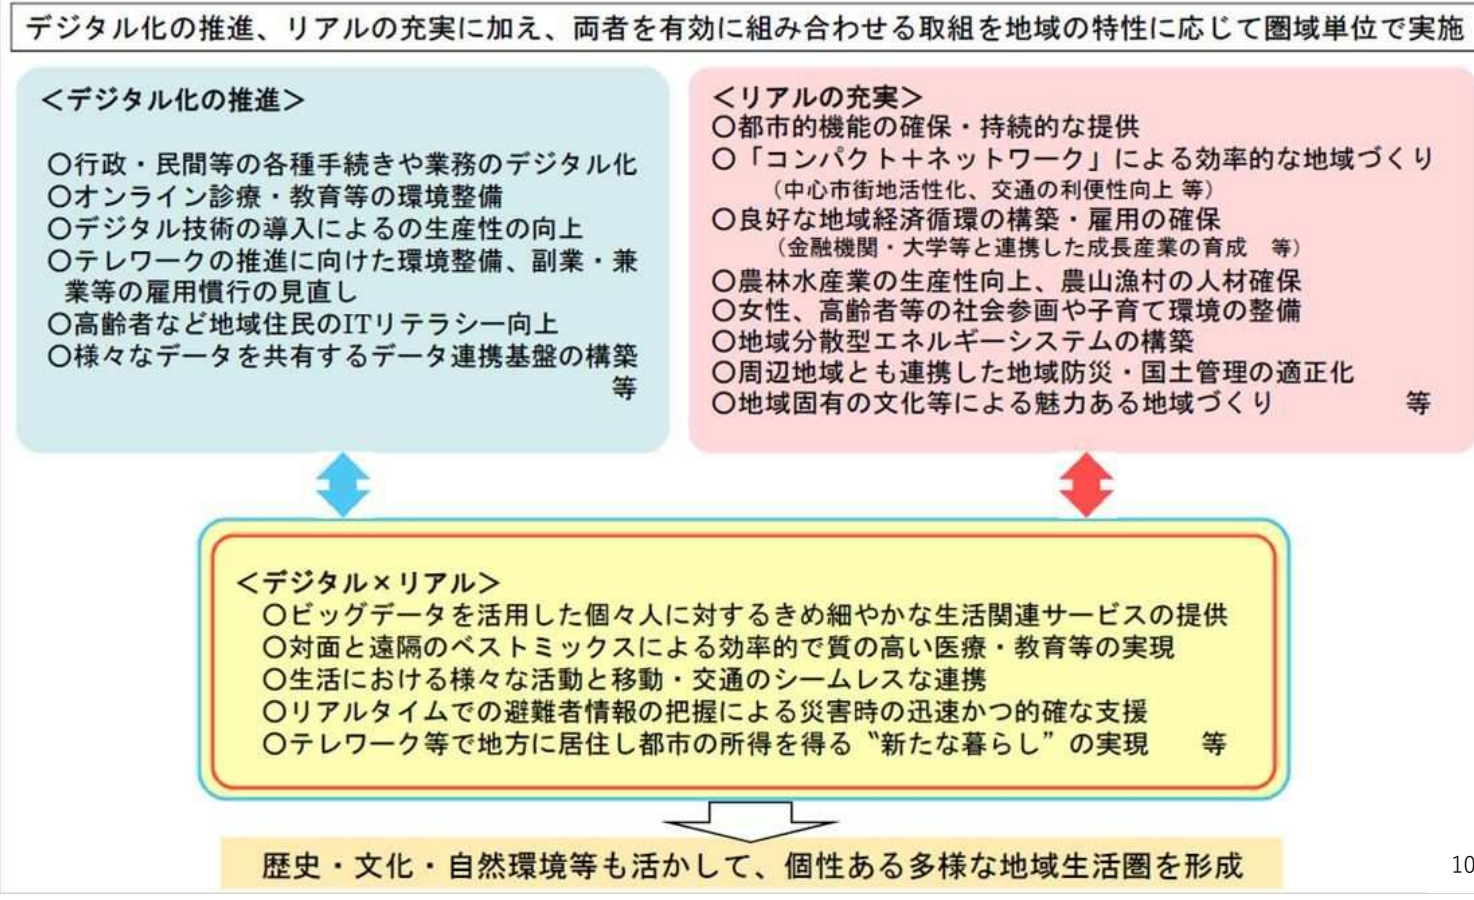 デジタル化の推進、リアルの充実に加え、両者を有効に組み合わせる取組を地域の特性に応じて圏域単位で実施
＜デジタル化の推進＞
〇行政・民間等の各種手続きや業務のデジタル化
〇オンライン診療・教育等の環境整備
〇デジタル技術の導入によるの生産性の向上
〇テレワークの推進に向けた環境整備、副業・兼
業等の雇用慣行の見直し
〇高齢者など地域住民のITリテラシー向上
〇様々なデータを共有するデータ連携基盤の構築
等
＜リアルの充実＞
〇都市的機能の確保・持続的な提供
〇「コンパクト＋ネットワーク」による効率的な地域づくり
（中心市街地活性化、交通の利便性向上 等）
〇良好な地域経済循環の構築・雇用の確保
（金融機関・大学等と連携した成長産業の育成　等）
〇農林水産業の生産性向上、農山漁村の人材確保
〇女性、高齢者等の社会参画や子育て環境の整備
〇地域分散型エネルギーシステムの構築
〇周辺地域とも連携した地域防災・国土管理の適正化
〇地域固有の文化等による魅力ある地域づくり　等
＜デジタル×リアル＞
〇ビッグデータを活用した個々人に対するきめ細やかな生活関連サービスの提供
〇対面と遠隔のベストミックスによる効率的で質の高い医療・教育等の実現
〇生活における様々な活動と移動・交通のシームレスな連携
〇リアルタイムでの避難者情報の把握による災害時の迅速かつ的確な支援
〇テレワーク等で地方に居住し都市の所得を得る〝新たな暮らし”の実現　等
歴史・文化・自然環境等も活かして、個性ある多様な地域生活圏を形成
10